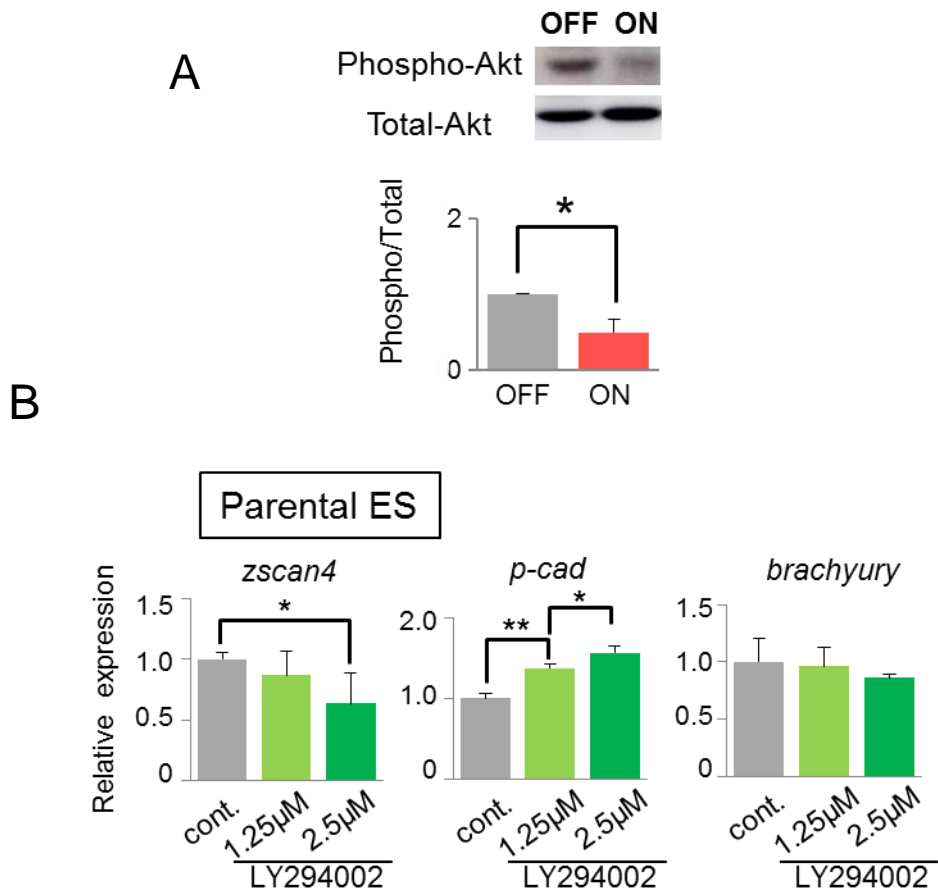 A
OFF ON
Phospho-Akt
Total-Akt
Phospho/Total
2
0
*
OFF ON
B
Parental ES
Relative expression
zscan4
1.5
1.0
0.5
0
*
cont.
1.25µM
2.5µM
LY294002
p-cad
2.0
1.0
0
**
*
cont.
1.25µM
2.5µM
LY294002
brachyury
1.5
1.0
0.5
0
cont.
1.25µM
2.5µM
LY294002